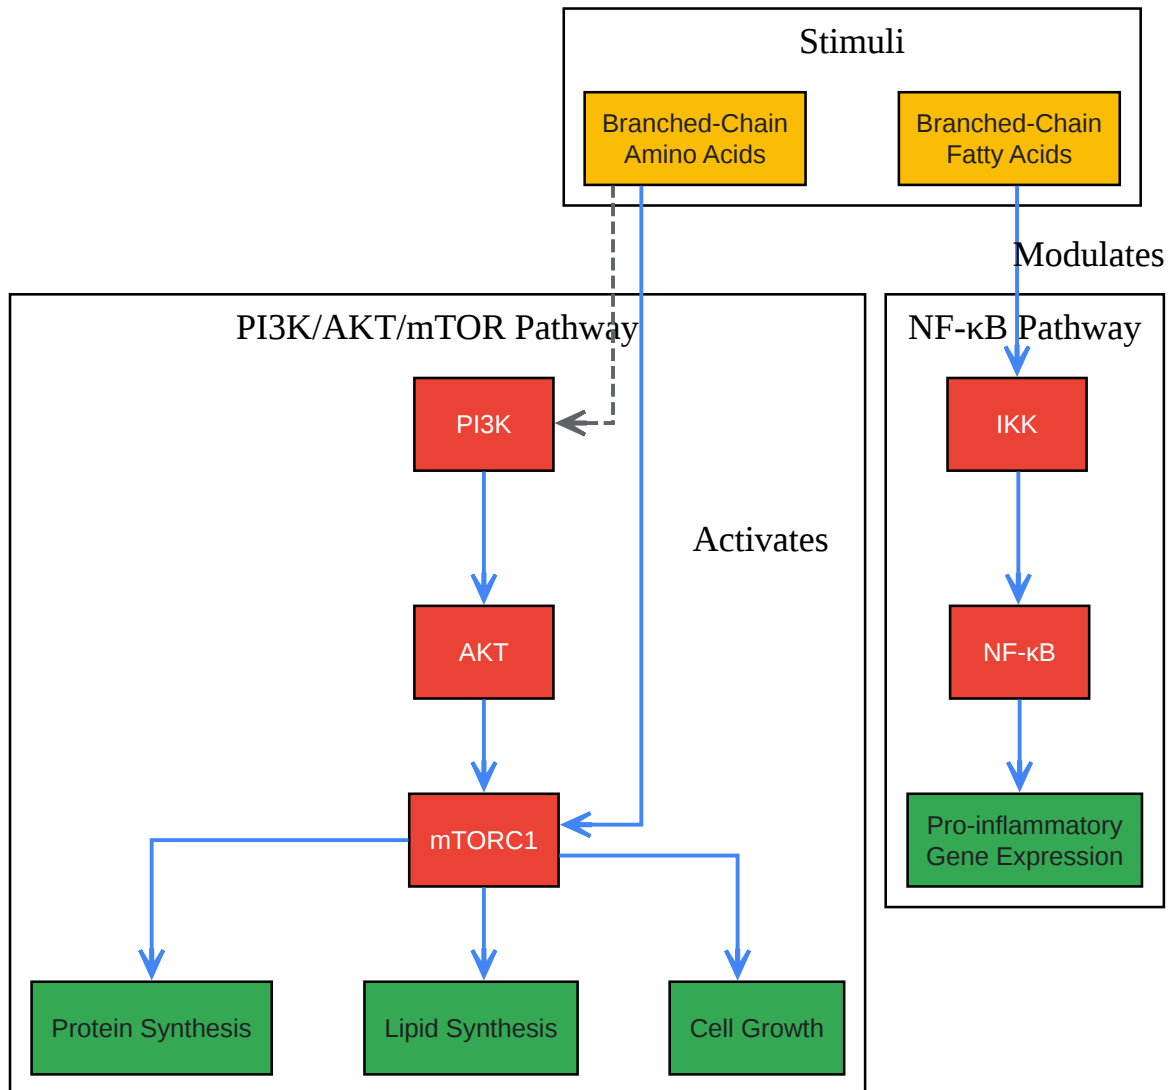 Stimuli
Branched-Chain
Amino Acids
Branched-Chain
Fatty Acids
Modulates
PI3K/AKT/mTOR Pathway
NF-κB Pathway
PI3K
IKK
Activates
AKT
NF-κB
mTORC1
Pro-inflammatory
Gene Expression
Protein Synthesis
Lipid Synthesis
Cell Growth